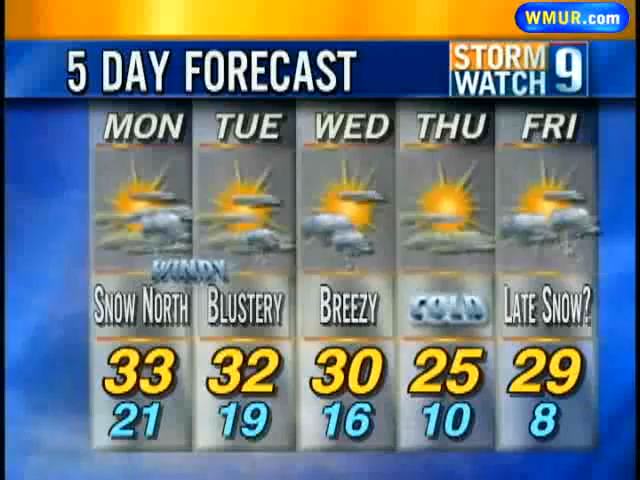 WMUR.com
5 DAY FORECAST
STORM WATCH 9
MON TUE WED THU FRI
WINDY
SNOW NORTH BLUSTERY BREEZY COLD LATE SNOW?
33 32 30 25 29
21 19 16 10 8